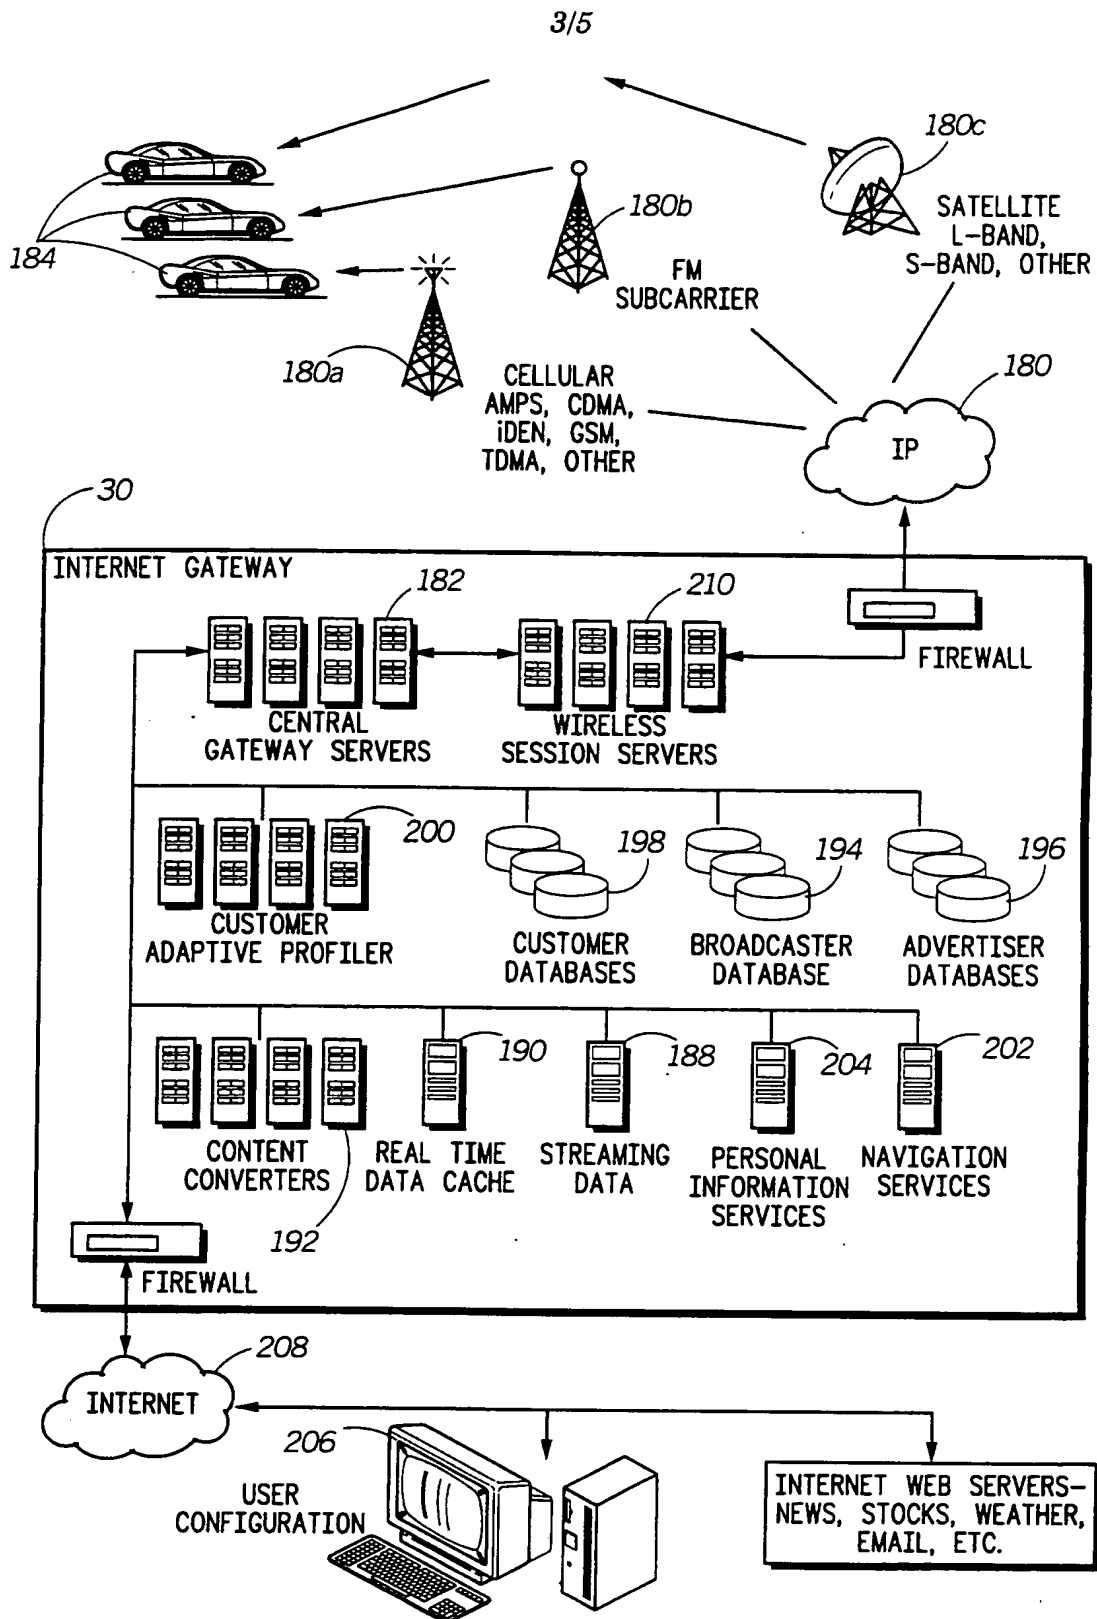 3/5
180c
180b
184
SATELLITE
L-BAND,
S-BAND, OTHER
FM
SUBCARRIER
180a
180
CELLULAR
AMPS, CDMA,
iDEN, GSM,
TDMA, OTHER
IP
30
INTERNET GATEWAY
182
210
FIREWALL
CENTRAL
GATEWAY SERVERS
WIRELESS
SESSION SERVERS
200
198
194
196
CUSTOMER
ADAPTIVE PROFILER
CUSTOMER
DATABASES
BROADCASTER
DATABASE
ADVERTISER
DATABASES
190
188
204
202
CONTENT
CONVERTERS
REAL TIME
DATA CACHE
STREAMING
DATA
PERSONAL
INFORMATION
SERVICES
NAVIGATION
SERVICES
192
FIREWALL
208
INTERNET
206
USER
CONFIGURATION
INTERNET WEB SERVERS-
NEWS, STOCKS, WEATHER,
EMAIL, ETC.